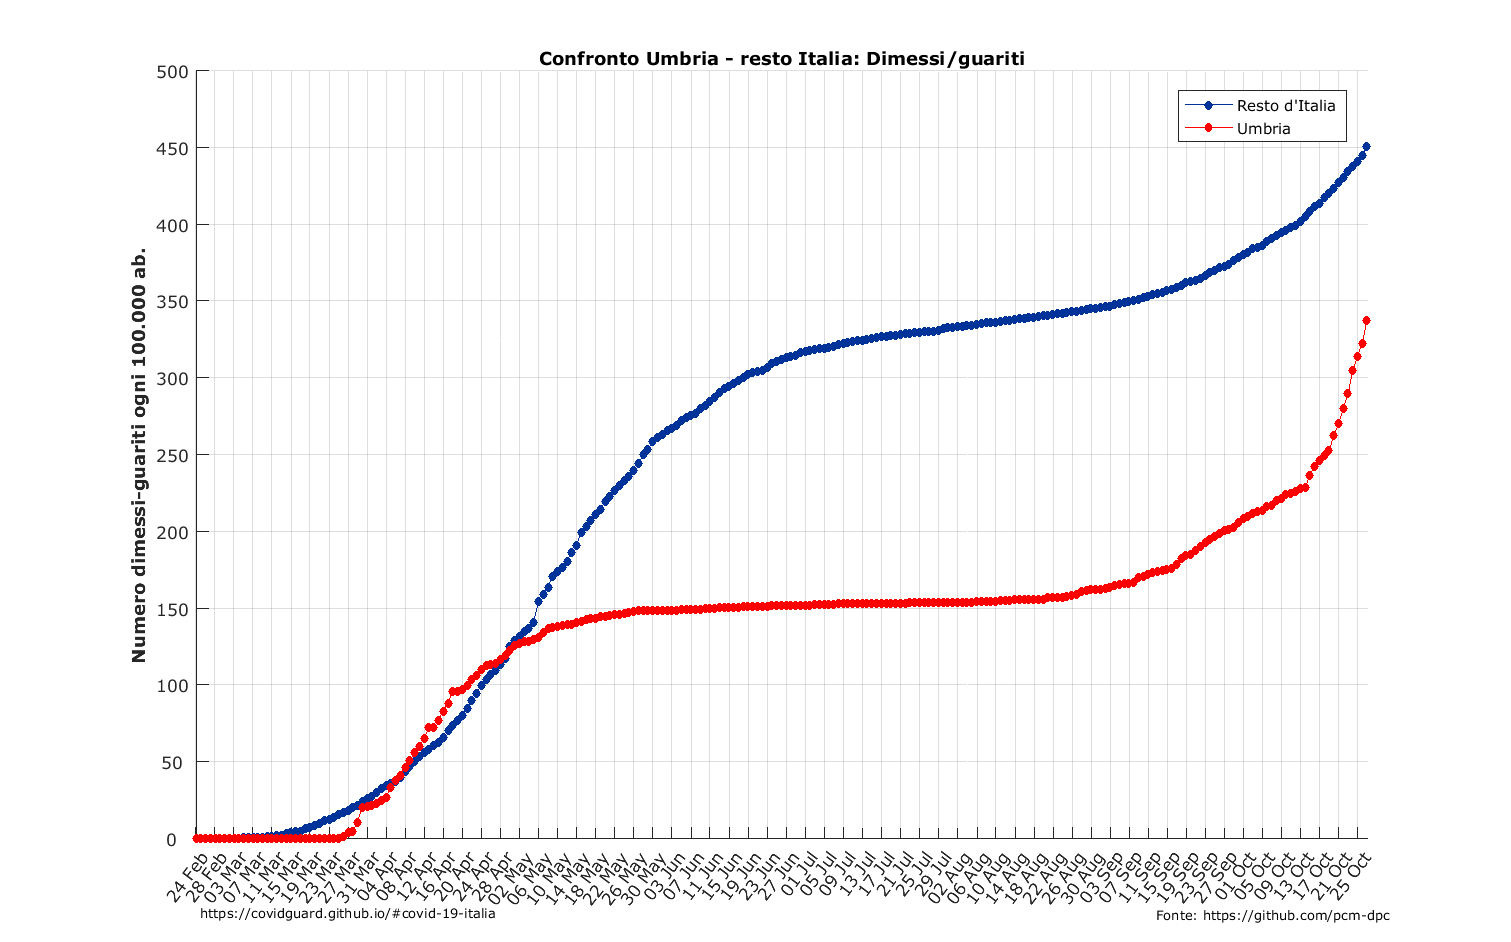 Confronto Umbria - resto Italia: Dimessi/guariti
Resto d'Italia
Umbria
Numero dimessi-guariti ogni 100.000 ab.
500
450
400
350
300
250
200
150
100
50
0
24 Feb
28 Feb
03 Mar
07 Mar
11 Mar
15 Mar
19 Mar
23 Mar
27 Mar
31 Mar
04 Apr
08 Apr
12 Apr
16 Apr
20 Apr
24 Apr
28 Apr
02 May
06 May
10 May
14 May
18 May
22 May
26 May
30 May
03 Jun
07 Jun
11 Jun
15 Jun
19 Jun
23 Jun
27 Jun
01 Jul
05 Jul
09 Jul
13 Jul
17 Jul
21 Jul
25 Jul
29 Jul
02 Aug
06 Aug
10 Aug
14 Aug
18 Aug
22 Aug
26 Aug
30 Aug
03 Sep
07 Sep
11 Sep
15 Sep
19 Sep
23 Sep
27 Sep
01 Oct
05 Oct
09 Oct
13 Oct
17 Oct
21 Oct
25 Oct
https://covidguard.github.io/#covid-19-italia
Fonte: https://github.com/pcm-dpc